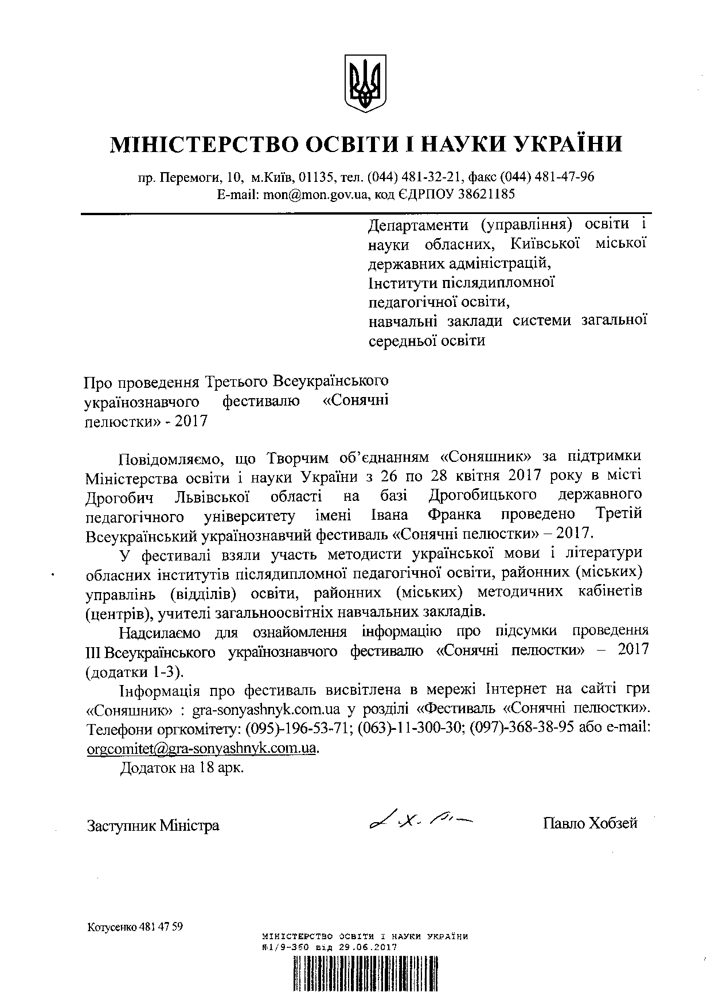 МІНІСТЕРСТВО ОСВІТИ І НАУКИ УКРАЇНИ
пр. Перемоги, 10, м.Київ, 01135, тел. (044) 481-32-21, факс (044) 481-47-96
E-mail: mon@mon.gov.ua, код ЄДРПОУ 38621185
Департаменти (управління) освіти і
науки обласних, Київської міської
державних адміністрацій,
Інститути післядипломної
педагогічної освіти,
навчальні заклади системи загальної
середньої освіти
Про проведення Третього Всеукраїнського
українознавчого фестивалю «Сонячні
пелюстки» - 2017
Повідомляємо, що Творчим об’єднанням «Соняшник» за підтримки
Міністерства освіти і науки України з 26 по 28 квітня 2017 року в місті
Дрогобич Львівської області на базі Дрогобицького державного
педагогічного університету імені Івана Франка проведено Третій
Всеукраїнський українознавчий фестиваль «Сонячні пелюстки» – 2017.
У фестивалі взяли участь методисти української мови і літератури
обласних інститутів післядипломної педагогічної освіти, районних (міських)
управлінь (відділів) освіти, районних (міських) методичних кабінетів
(центрів), учителі загальноосвітніх навчальних закладів.
Надсилаємо для ознайомлення інформацію про підсумки проведення
ІІІ Всеукраїнського українознавчого фестивалю «Сонячні пелюстки» – 2017
(додатки 1-3).
Інформація про фестиваль висвітлена в мережі Інтернет на сайті гри
«Соняшник» : gra-sonyashnyk.com.ua у розділі «Фестиваль «Сонячні пелюстки».
Телефони оргкомітету: (095)-196-53-71; (063)-11-300-30; (097)-368-38-95 або e-mail:
orgcomitet@gra-sonyashnyk.com.ua.
Додаток на 18 арк.
Заступник Міністра Павло Хобзей
Котусенко 481 47 59
МІНІСТЕРСТВО ОСВІТИ І НАУКИ УКРАЇНИ
№1/9-360 від 29.06.2017